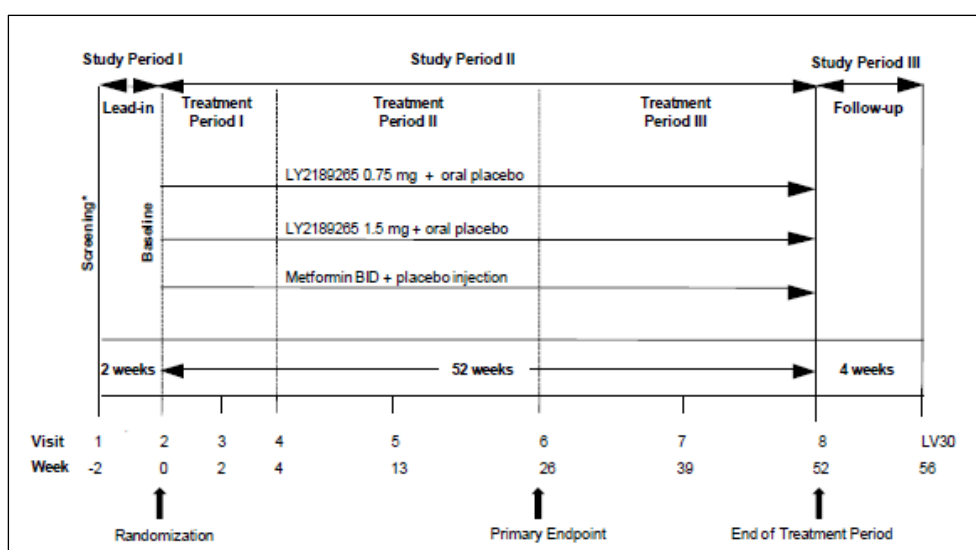 Study Period I Study Period II Study Period III
Lead-in Treatment Period I Treatment Period II Treatment Period III Follow-up
Screening*
Baseline
LY2189265 0.75 mg + oral placebo
LY2189265 1.5 mg + oral placebo
Metformin BID + placebo injection
2 weeks 52 weeks 4 weeks
Visit 1 2 3 4 5 6 7 8 LV30
Week -2 0 2 4 13 26 39 52 56
Randomization Primary Endpoint End of Treatment Period